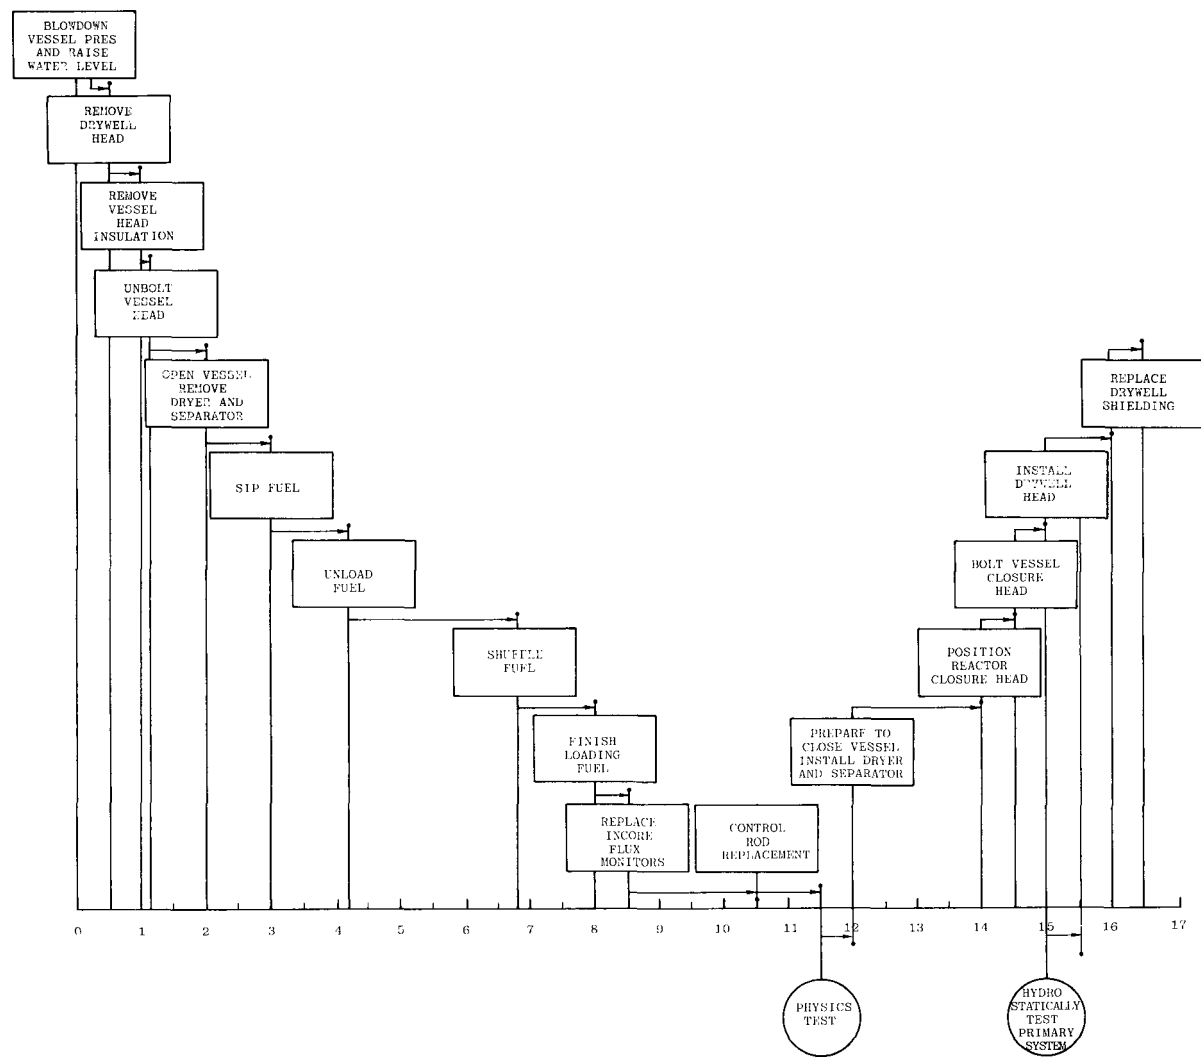 BLOWDOWN
VESSEL PRES
AND RAISE
WATER LEVEL
REMOVE
DRYWELL
HEAD
REMOVE
VESSEL
HEAD
INSULATION
UNBOLT
VESSEL
HEAD
OPEN VESSEL
REMOVE
DRYER AND
SEPARATOR
SIP FUEL
UNLOAD
FUEL
SHUFFLE
FUEL
FINISH
LOADING
FUEL
REPLACE
INCORE
FLUX
MONITORS
CONTROL
ROD
REPLACEMENT
PREPARE TO
CLOSE VESSEL
INSTALL DRYER
AND SEPARATOR
POSITION
REACTOR
CLOSURE HEAD
BOLT VESSEL
CLOSURE
HEAD
INSTALL
DRYWELL
HEAD
REPLACE
DRYWELL
SHIELDING
0 1 2 3 4 5 6 7 8 9 10 11 12 13 14 15 16 17
PHYSICS
TEST
HYDRO
STATICALLY
TEST
PRIMARY
SYSTEM